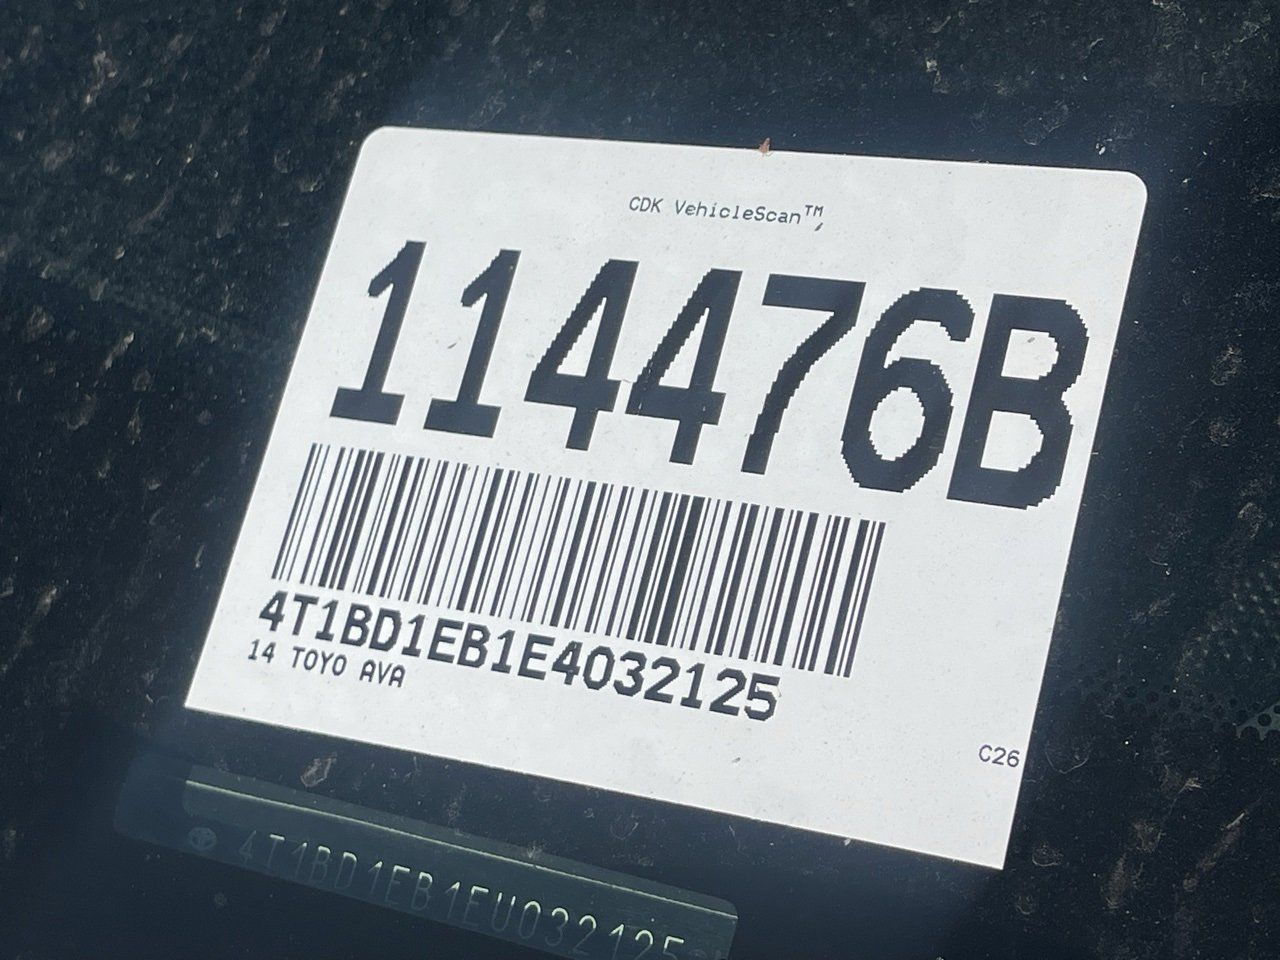 CDK VehicleScan™
114476B
4T1BD1EB1E4032125
14 TOYO AVA
C26
4T1BD1EB1EU032125